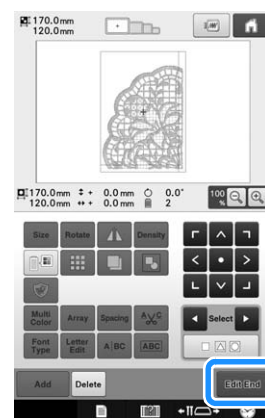 170.0mm
120.0mm
170.0mm + 0.0mm 0.0°
120.0mm + 0.0mm 2
100 %
Size Rotate Density
Multi Color Array Spacing
Font Type Letter Edit A|BC ABC
Select
Add Delete Edit End